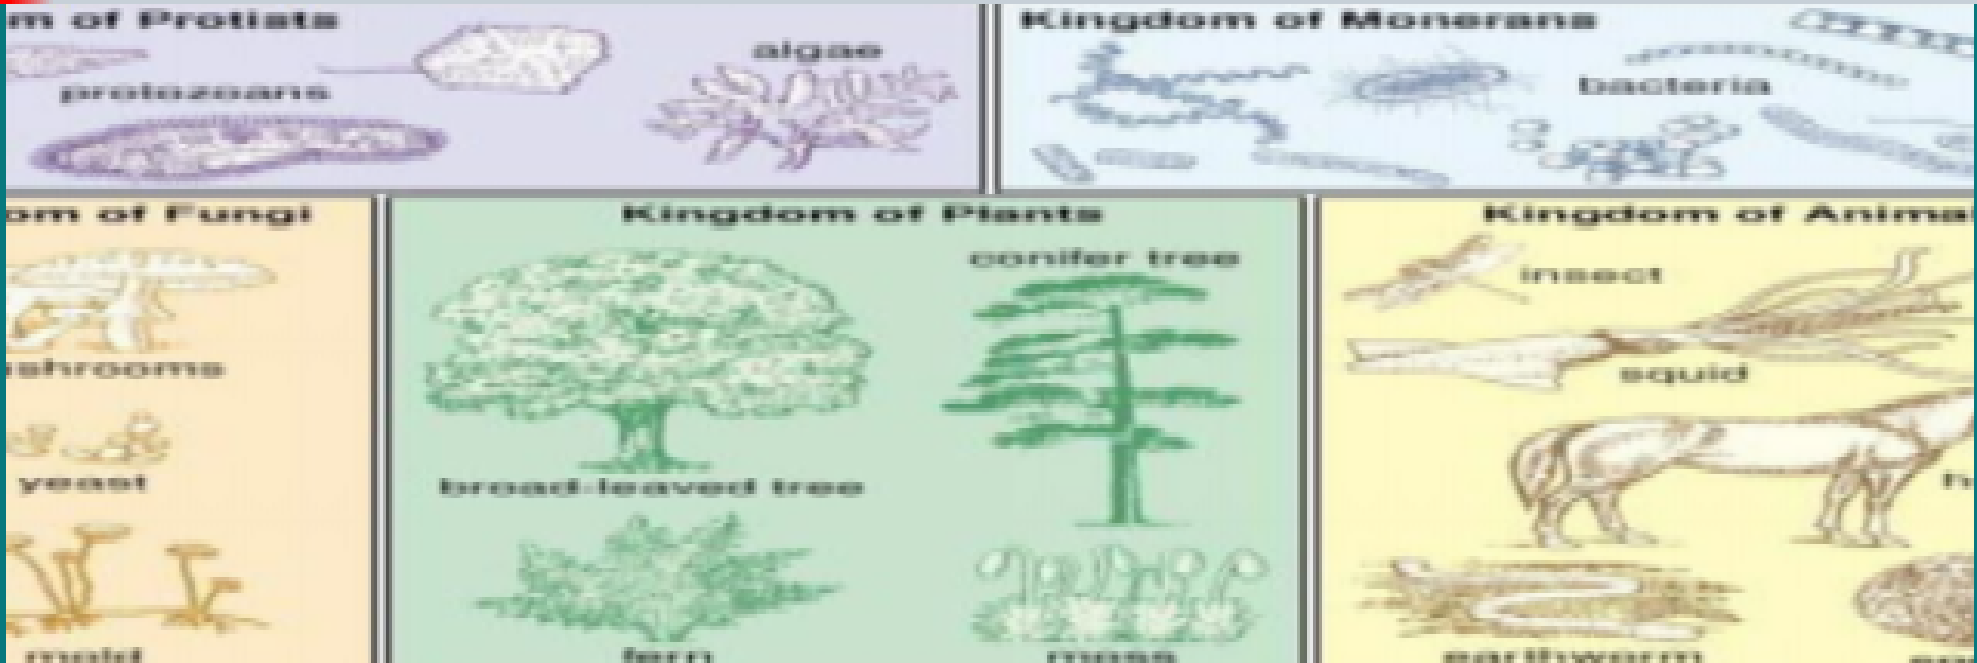 m of Protists
algae
protozoans
Kingdom of Monerans
bacteria
om of Fungi
shrooms
yeast
mold
Kingdom of Plants
conifer tree
broad-leaved tree
fern
moss
Kingdom of Anima
insect
squid
h
earthworm